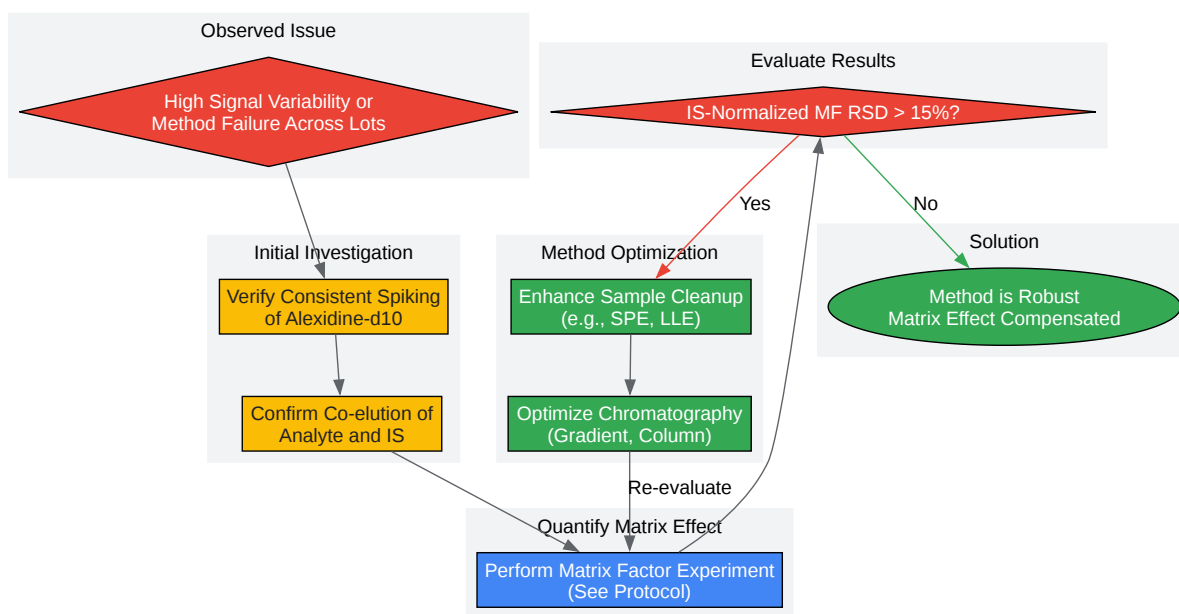 Observed Issue
High Signal Variability or
Method Failure Across Lots
Evaluate Results
IS-Normalized MF RSD > 15%?
Yes
No
Initial Investigation
Verify Consistent Spiking
of Alexidine-d10
Confirm Co-elution of
Analyte and IS
Method Optimization
Enhance Sample Cleanup
(e.g., SPE, LLE)
Optimize Chromatography
(Gradient, Column)
Re-evaluate
Solution
Method is Robust
Matrix Effect Compensated
Quantify Matrix Effect
Perform Matrix Factor Experiment
(See Protocol)